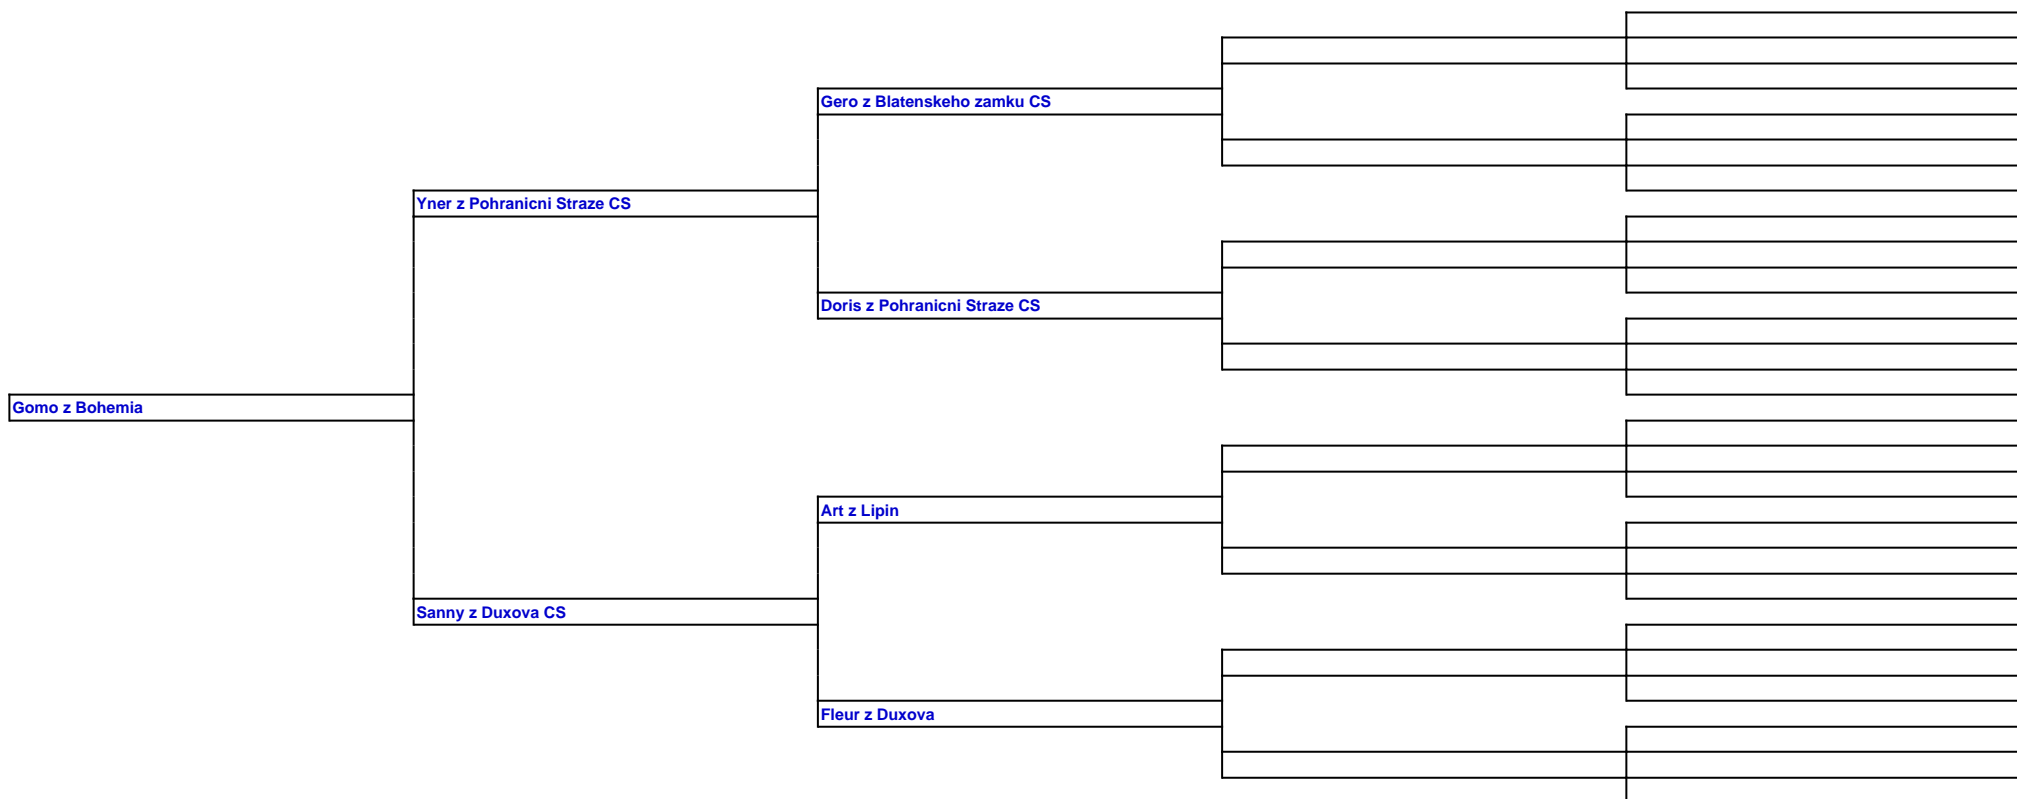 Gero z Blatenskeho zamku CS
Yner z Pohranicni Straze CS
Doris z Pohranicni Straze CS
Gomo z Bohemia
Art z Lipin
Sanny z Duxova CS
Fleur z Duxova